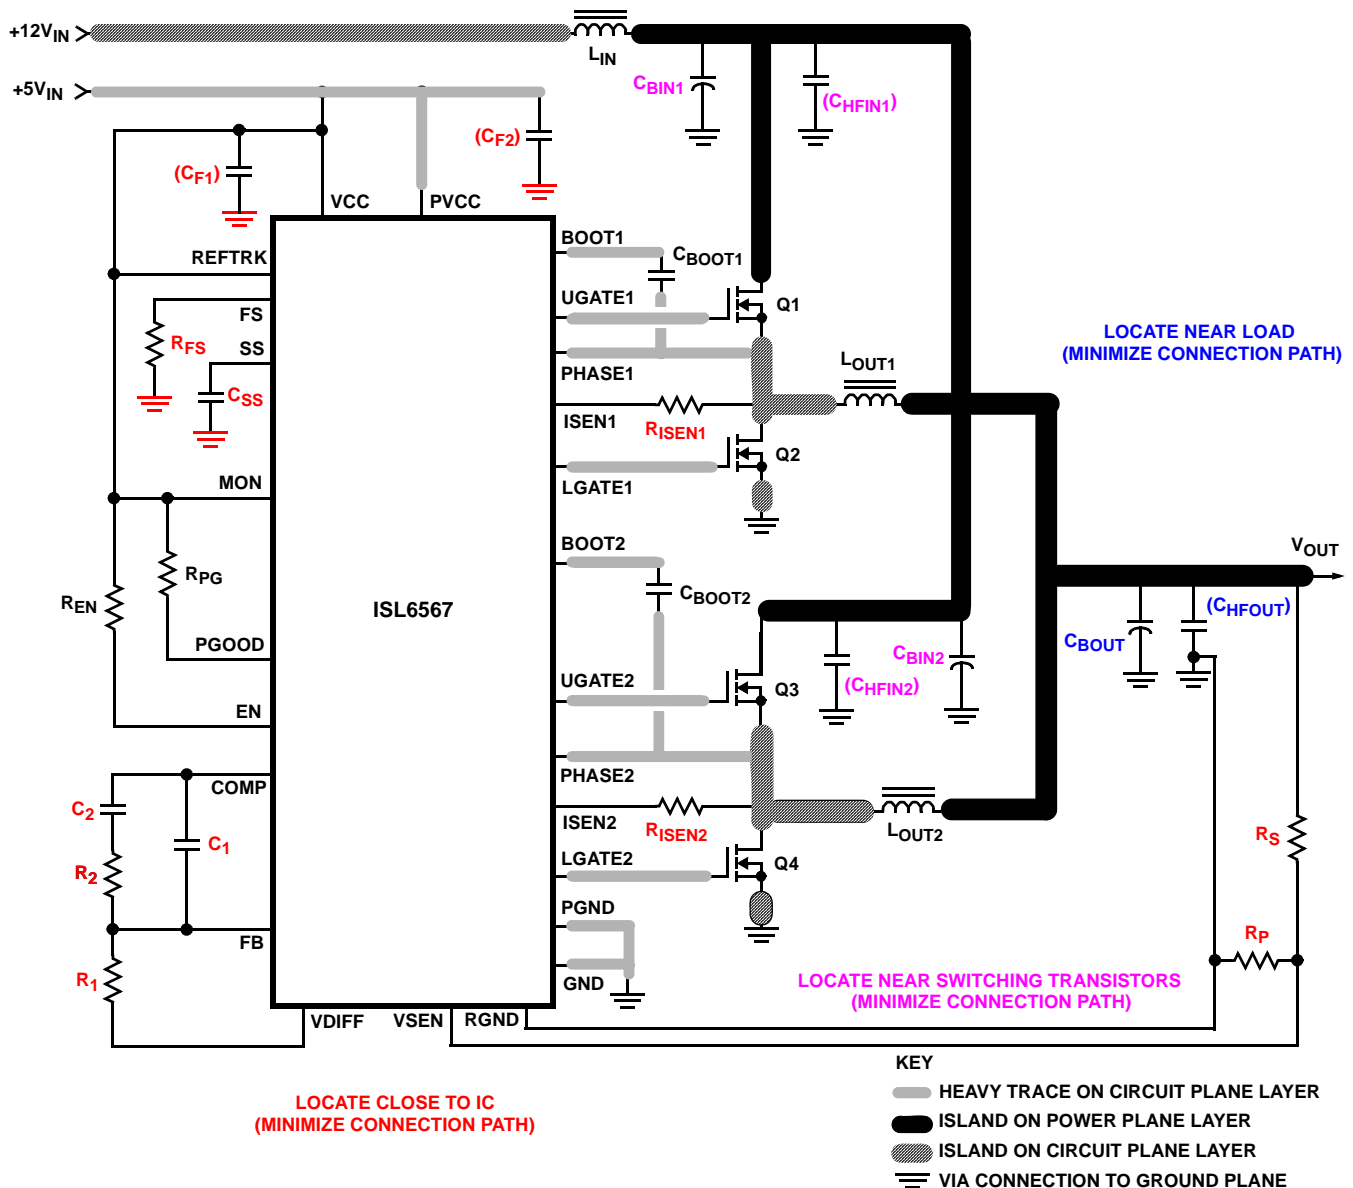 +12VIN
LIN
CBIN1
(CHFIN1)
+5VIN
(CF2)
(CF1)
VCC
PVCC
REFTRK
FS
RFS
SS
CSS
MON
RPG
REN
PGOOD
EN
COMP
C2
C1
R2
FB
R1
VDIFF
VSEN
RGND
ISL6567
BOOT1
CBOOT1
UGATE1
Q1
PHASE1
LOUT1
ISEN1
RISEN1
Q2
LGATE1
BOOT2
CBOOT2
UGATE2
Q3
CBIN2
(CHFIN2)
PHASE2
ISEN2
RISEN2
LOUT2
LGATE2
Q4
PGND
GND
LOCATE NEAR LOAD
(MINIMIZE CONNECTION PATH)
VOUT
(CHFOUT)
CBOUT
RS
RP
LOCATE NEAR SWITCHING TRANSISTORS
(MINIMIZE CONNECTION PATH)
LOCATE CLOSE TO IC
(MINIMIZE CONNECTION PATH)
KEY
HEAVY TRACE ON CIRCUIT PLANE LAYER
ISLAND ON POWER PLANE LAYER
ISLAND ON CIRCUIT PLANE LAYER
VIA CONNECTION TO GROUND PLANE